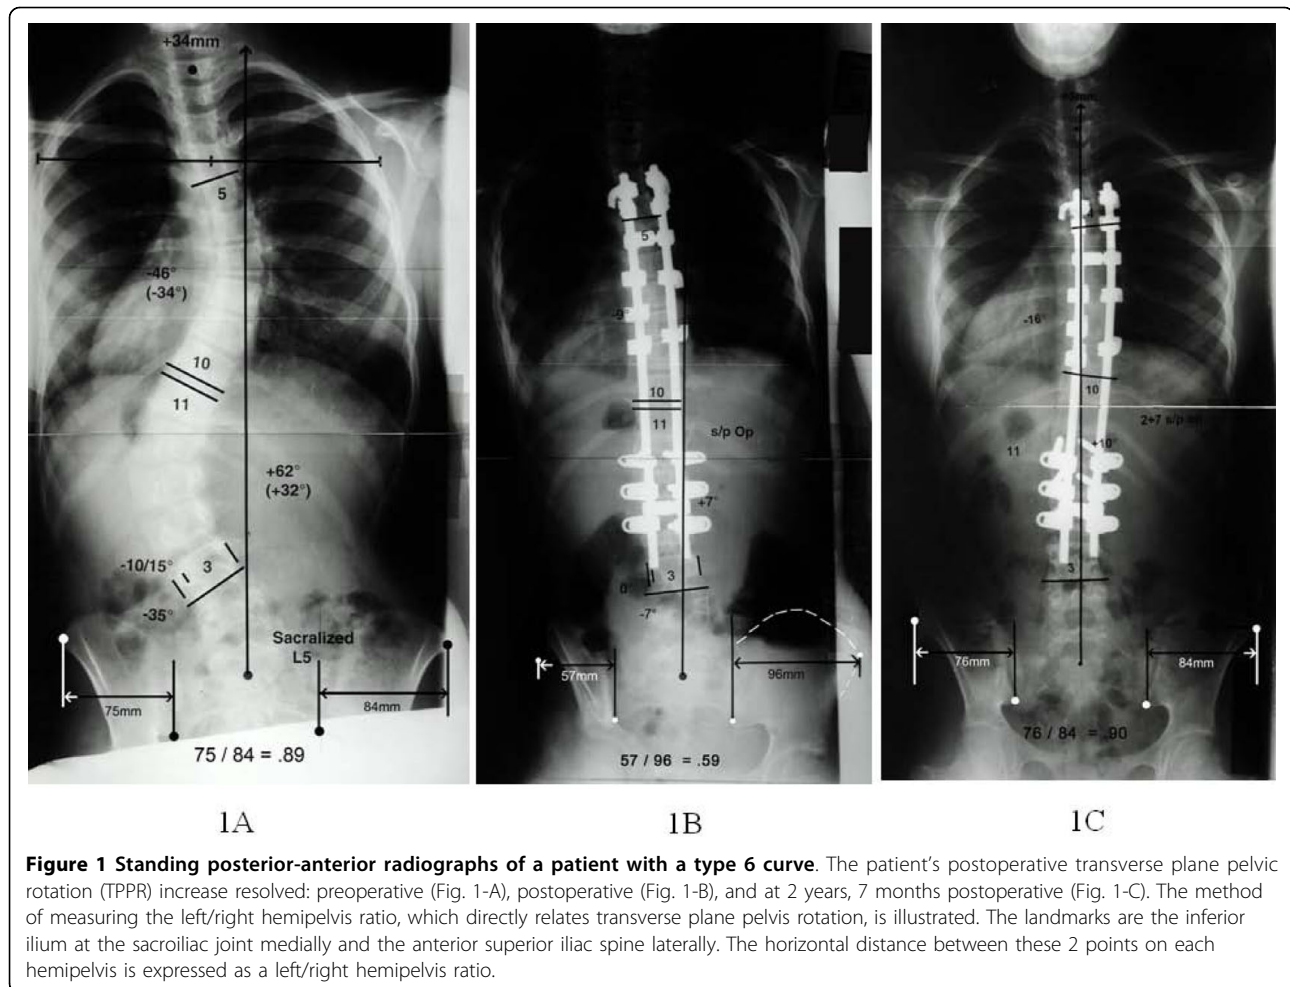 +34mm
5
-46°
(-34°)
10
11
+62°
(+32°)
-10/15°
3
-35°
Sacralized
L5
75mm
84mm
75 / 84 = .89
5
-9°
10
11
s/p Op
+7°
0°
3
-7°
57mm
96mm
57 / 96 = .59
-16°
10
2+7 s/p
11
+10°
3
76mm
84mm
76 / 84 = .90
1A
1B
1C
Figure 1 Standing posterior-anterior radiographs of a patient with a type 6 curve. The patient's postoperative transverse plane pelvic
rotation (TPPR) increase resolved: preoperative (Fig. 1-A), postoperative (Fig. 1-B), and at 2 years, 7 months postoperative (Fig. 1-C). The method
of measuring the left/right hemipelvis ratio, which directly relates transverse plane pelvis rotation, is illustrated. The landmarks are the inferior
ilium at the sacroiliac joint medially and the anterior superior iliac spine laterally. The horizontal distance between these 2 points on each
hemipelvis is expressed as a left/right hemipelvis ratio.